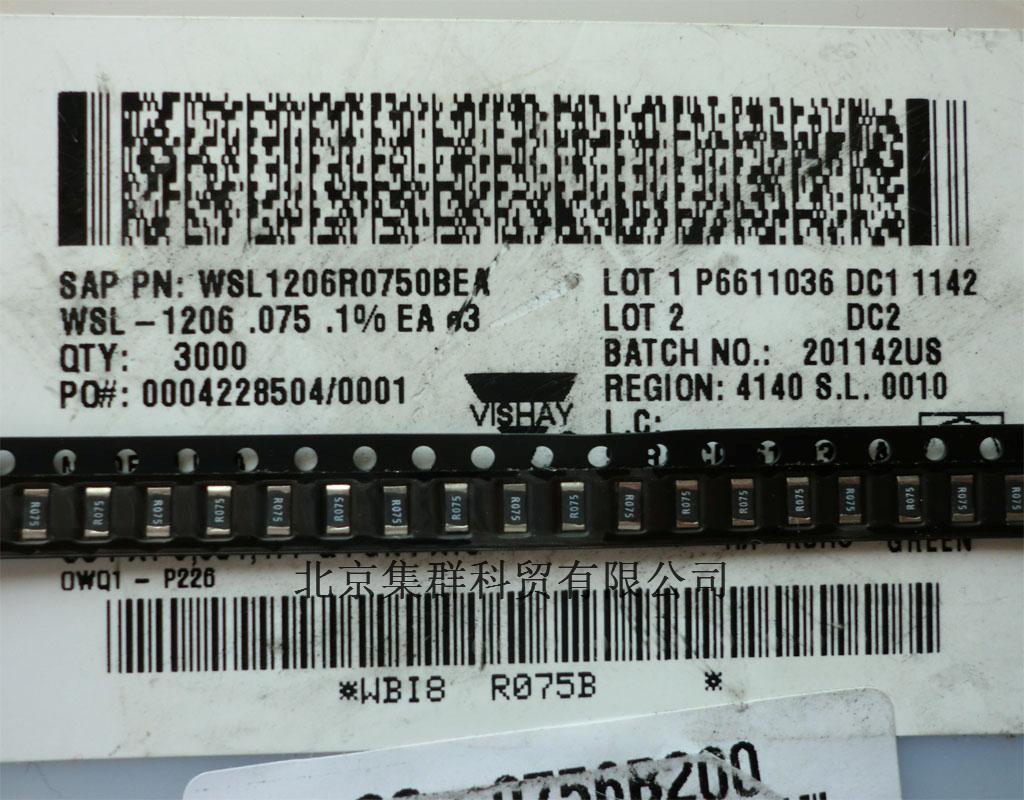 SAP PN: WSL1206R0750BEA
WSL-1206 .075 .1% EA e3
QTY: 3000
PO#: 0004228504/0001
LOT 1 P6611036 DC1 1142
LOT 2 DC2
BATCH NO.: 201142US
REGION: 4140 S.L. 0010
L.C:
VISHAY
R075 R075 R075 R075 R075 R075 R075 R075 R075 R075 R075 R075 R075 R075 R075 R075 R075 R075
GREEN
OWQ1 - P226
北京集群科贸有限公司
*WBI8 R075B *